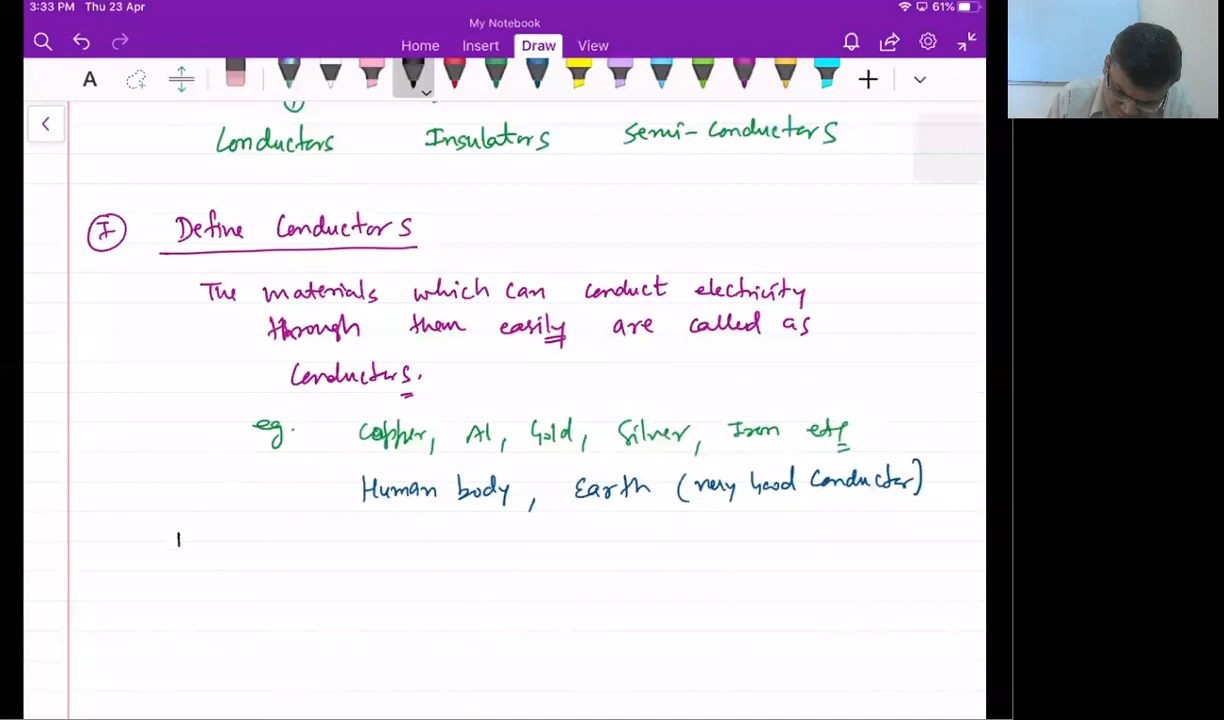 3:33 PM Thu 23 Apr
61%
My Notebook
Home Insert Draw View
A
1
Conductors Insulators Semi-Conductors
I Define Conductors
The materials which can conduct electricity
through them easily are called as
Conductors.
eg. Copper, Al, Gold, Silver, Iron etc
Human body, Earth (very Good Conductor)